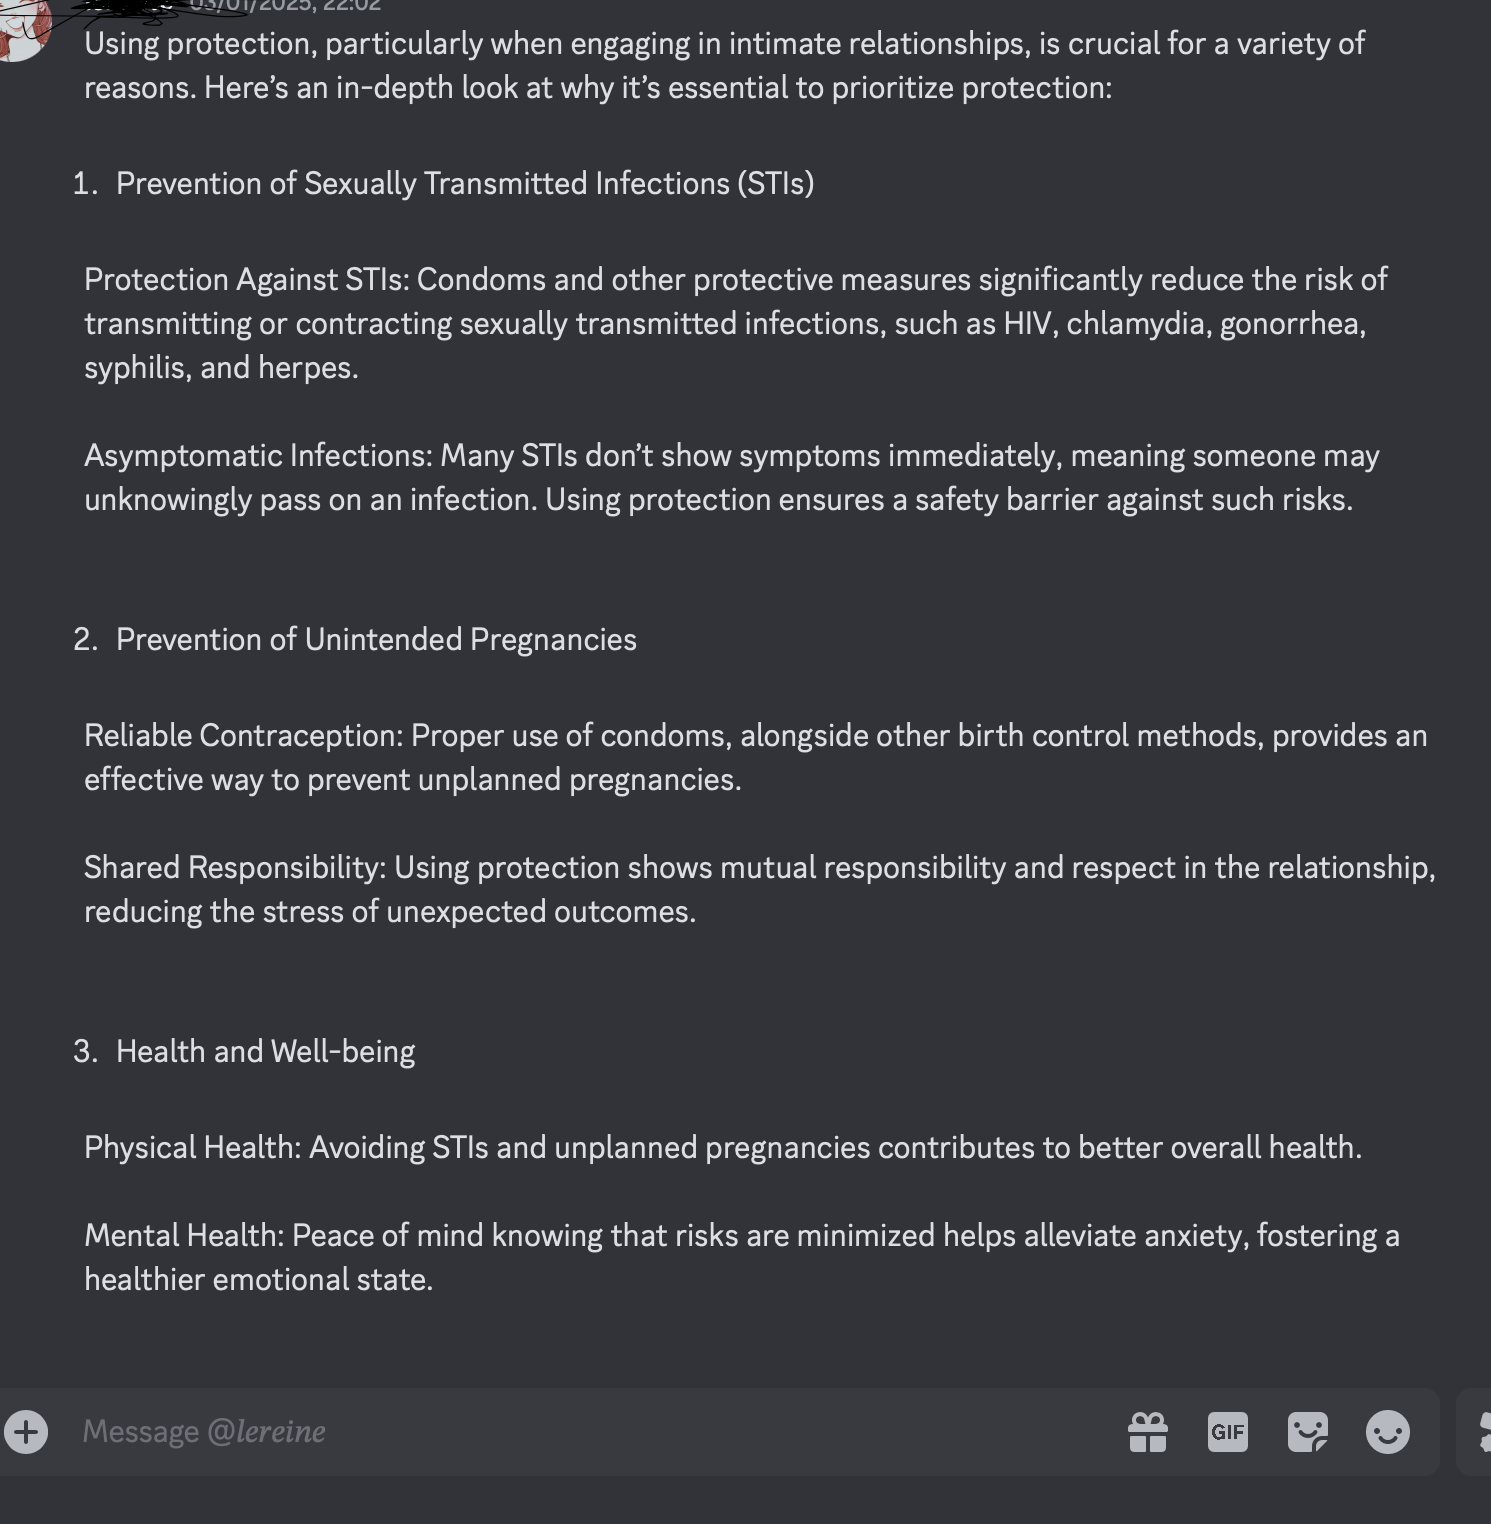 03/01/2025, 22:02
Using protection, particularly when engaging in intimate relationships, is crucial for a variety of
reasons. Here’s an in-depth look at why it’s essential to prioritize protection:
1. Prevention of Sexually Transmitted Infections (STIs)
Protection Against STIs: Condoms and other protective measures significantly reduce the risk of
transmitting or contracting sexually transmitted infections, such as HIV, chlamydia, gonorrhea,
syphilis, and herpes.
Asymptomatic Infections: Many STIs don’t show symptoms immediately, meaning someone may
unknowingly pass on an infection. Using protection ensures a safety barrier against such risks.
2. Prevention of Unintended Pregnancies
Reliable Contraception: Proper use of condoms, alongside other birth control methods, provides an
effective way to prevent unplanned pregnancies.
Shared Responsibility: Using protection shows mutual responsibility and respect in the relationship,
reducing the stress of unexpected outcomes.
3. Health and Well-being
Physical Health: Avoiding STIs and unplanned pregnancies contributes to better overall health.
Mental Health: Peace of mind knowing that risks are minimized helps alleviate anxiety, fostering a
healthier emotional state.
Message @lereine
GIF